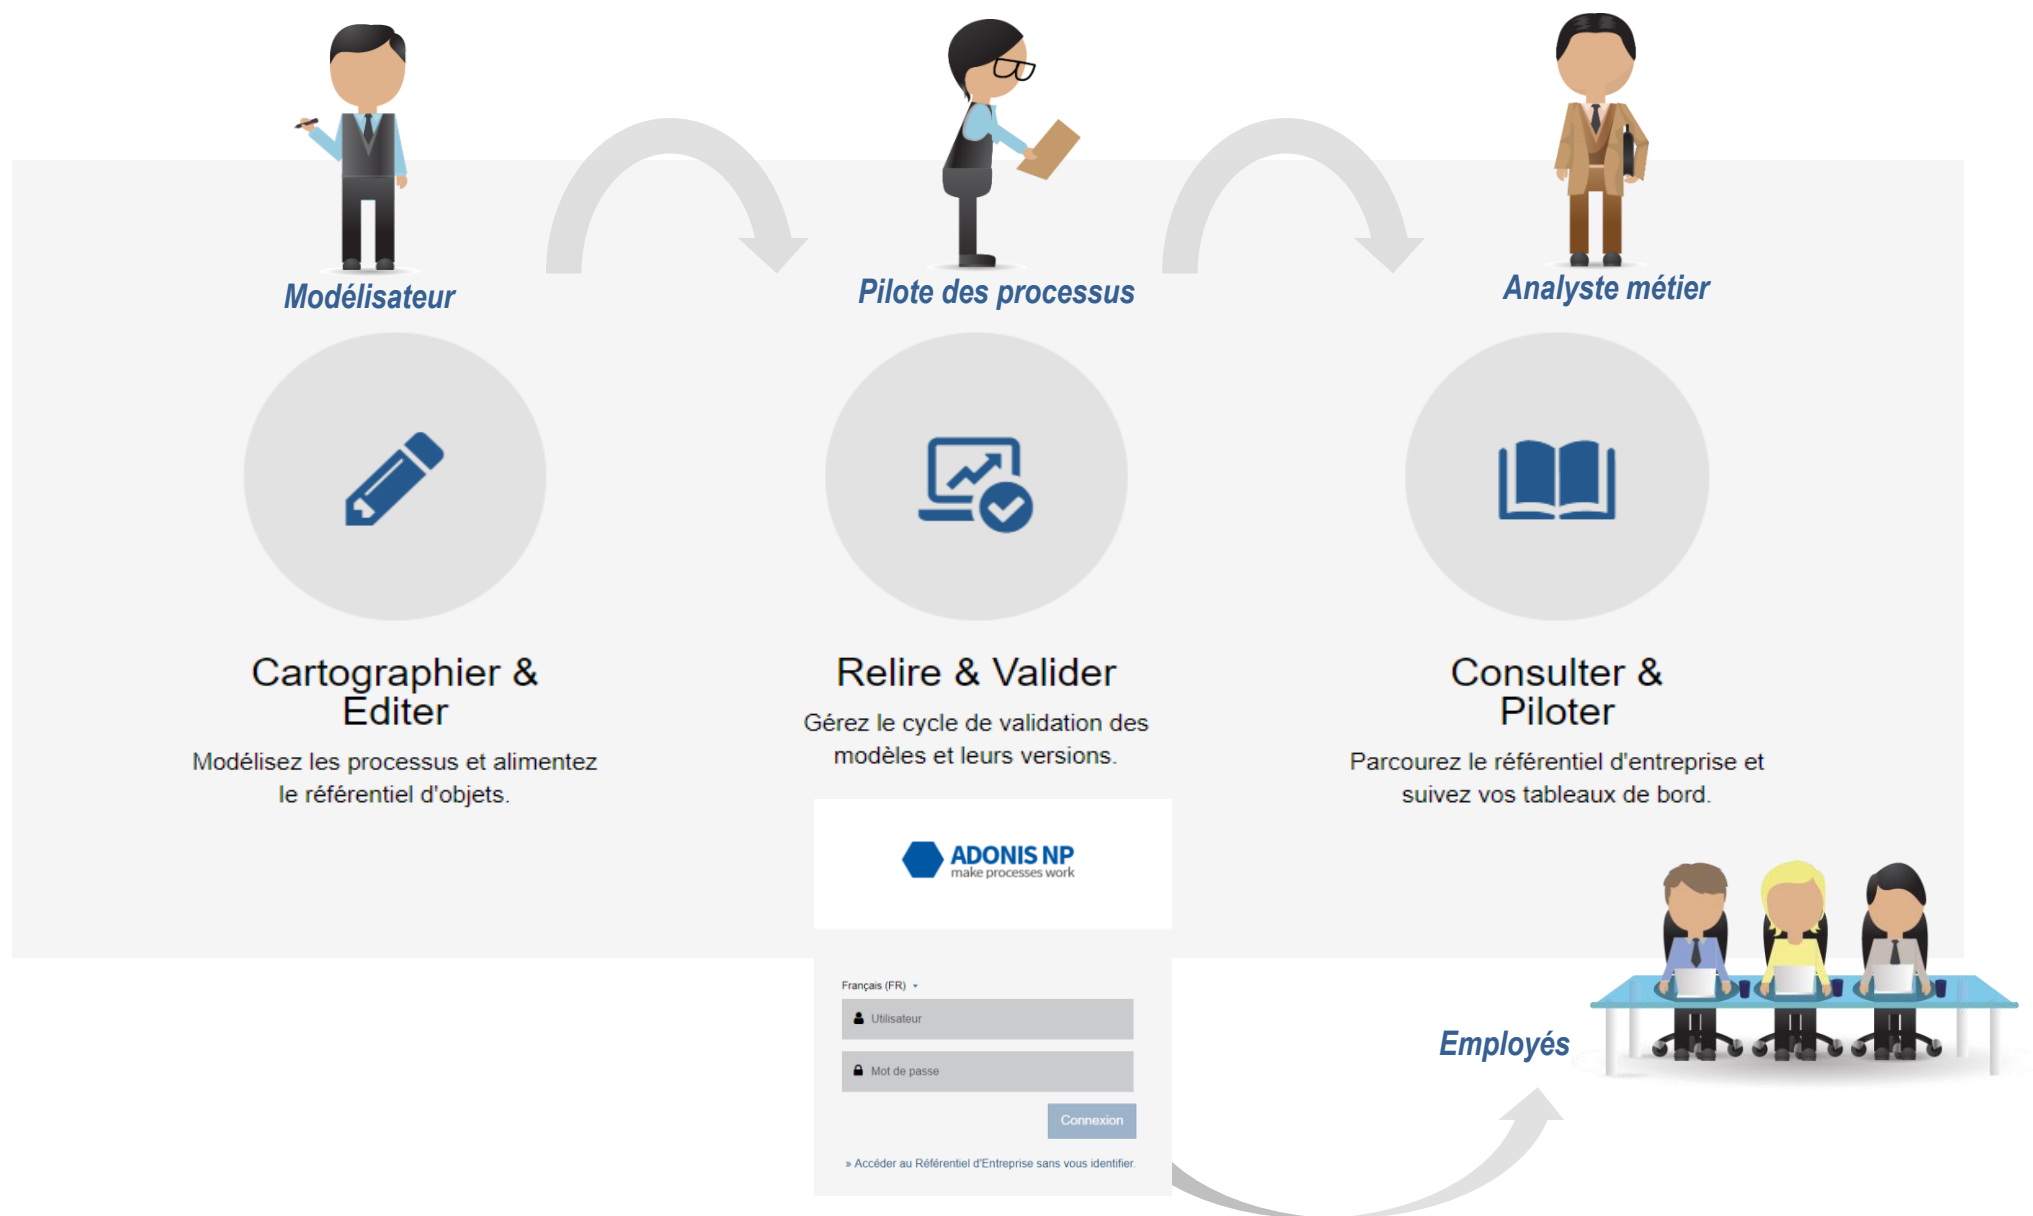 Modélisateur
Pilote des processus
Analyste métier
Cartographier &
Editer
Modélisez les processus et alimentez
le référentiel d'objets.
Relire & Valider
Gérez le cycle de validation des
modèles et leurs versions.
Consulter &
Piloter
Parcourez le référentiel d'entreprise et
suivez vos tableaux de bord.
ADONIS NP
make processes work
Français (FR)
Utilisateur
Mot de passe
Connexion
» Accéder au Référentiel d'Entreprise sans vous identifier.
Employés